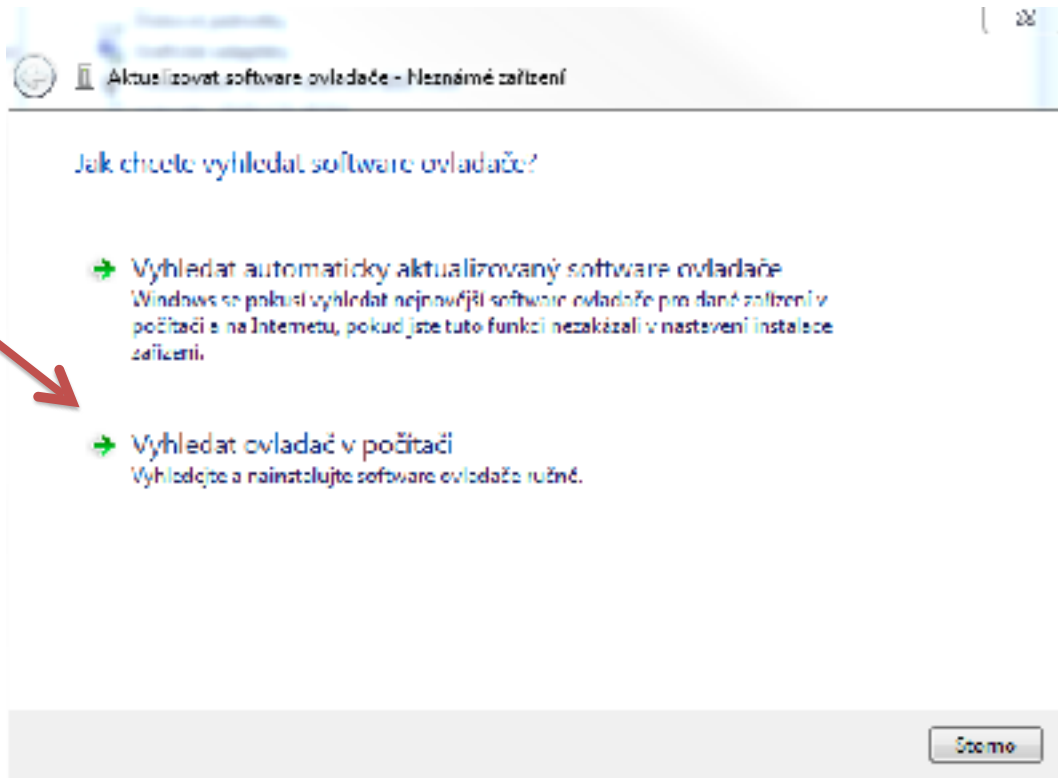 Aktualizovat software ovladače - Neznámé zařízení
Jak chcete vyhledat software ovladače?
Vyhledat automaticky aktualizovaný software ovladače
Windows se pokusí vyhledat nejnovější software ovladače pro dané zařízení v
počítači a na Internetu, pokud jste tuto funkci nezakázali v nastavení instalace
zařízení.
Vyhledat ovladač v počítači
Vyhledejte a nainstalujte software ovladače ručně.
Storno